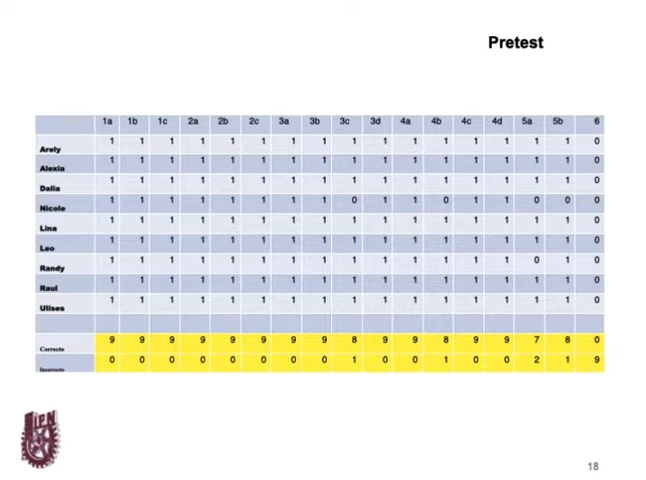 Pretest
1a 1b 1c 2a 2b 2c 3a 3b 3c 3d 4a 4b 4c 4d 5a 5b 6
Arely 1 1 1 1 1 1 1 1 1 1 1 1 1 1 1 1 0
Alexia 1 1 1 1 1 1 1 1 1 1 1 1 1 1 1 1 0
Dalia 1 1 1 1 1 1 1 1 1 1 1 1 1 1 1 1 0
Nicole 1 1 1 1 1 1 1 1 0 1 1 0 1 1 0 0 0
Lina 1 1 1 1 1 1 1 1 1 1 1 1 1 1 1 1 0
Leo 1 1 1 1 1 1 1 1 1 1 1 1 1 1 1 1 0
Randy 1 1 1 1 1 1 1 1 1 1 1 1 1 1 0 1 0
Raul 1 1 1 1 1 1 1 1 1 1 1 1 1 1 1 1 0
Ulises 1 1 1 1 1 1 1 1 1 1 1 1 1 1 1 1 0
Correcto 9 9 9 9 9 9 9 9 8 9 9 8 9 9 7 8 0
Incorrecto 0 0 0 0 0 0 0 0 1 0 0 1 0 0 2 1 9
IPN
18